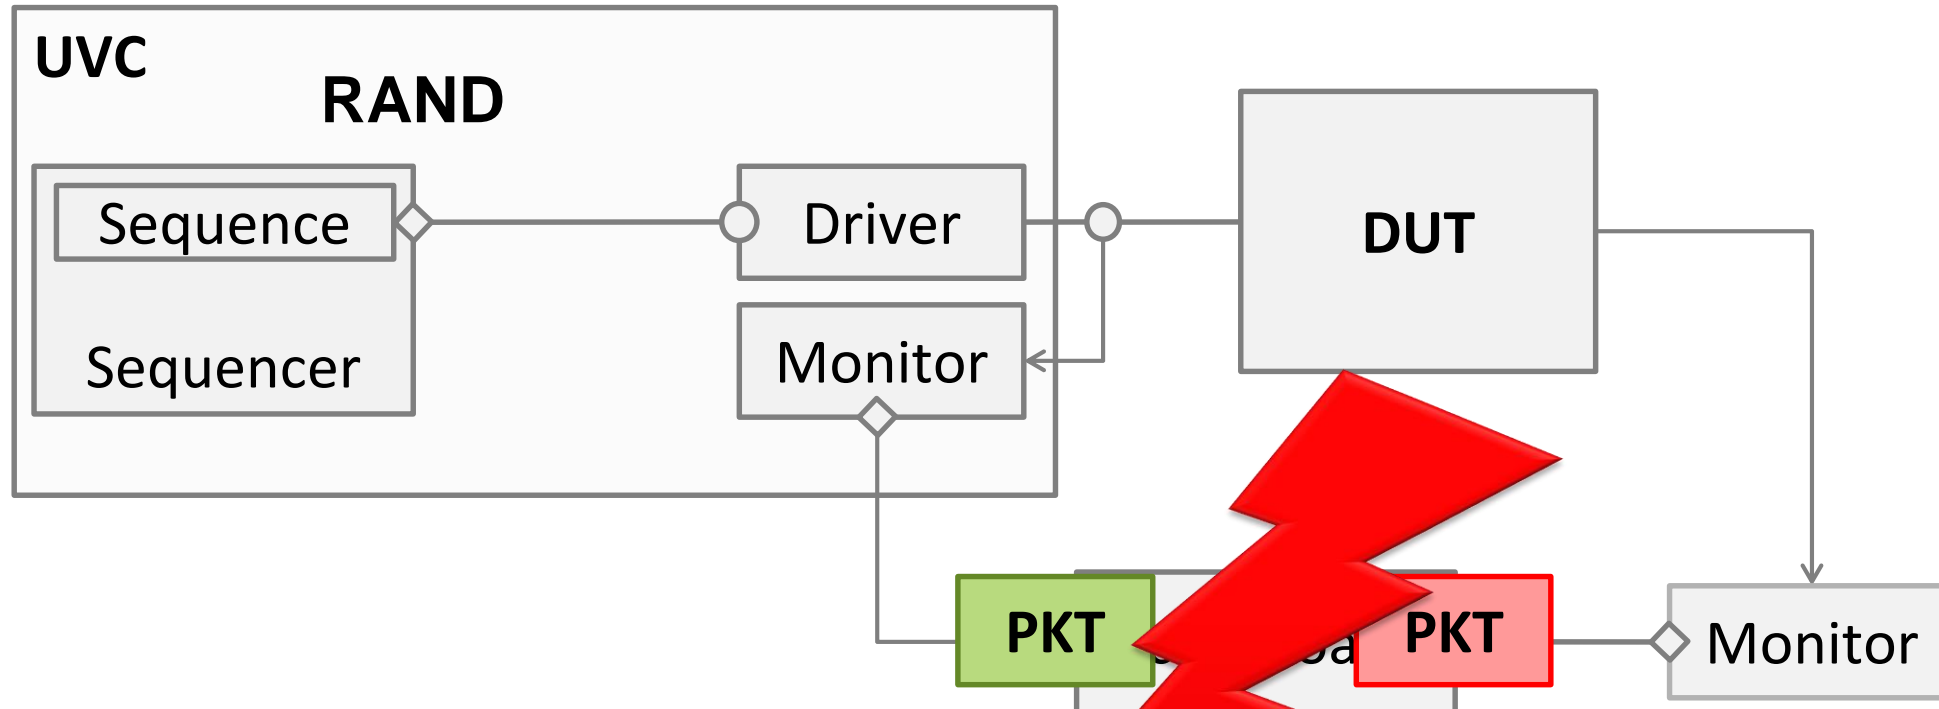 UVC
RAND
Sequence
Driver
DUT
Sequencer
Monitor
PKT
PKT
Monitor